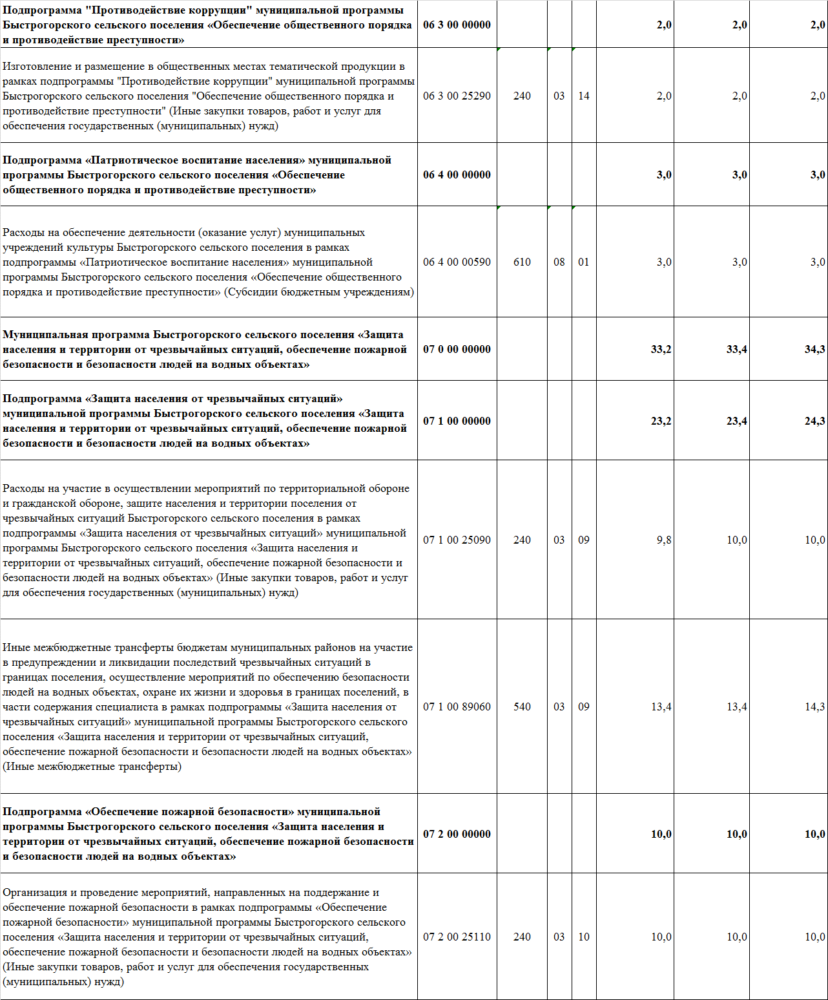 Подпрограмма "Противодействие коррупции" муниципальной программы
Быстрогорского сельского поселения «Обеспечение общественного порядка
и противодействие преступности»
06 3 00 00000
2,0
2,0
2,0
Изготовление и размещение в общественных местах тематической продукции в
рамках подпрограммы "Противодействие коррупции" муниципальной программы
Быстрогорского сельского поселения "Обеспечение общественного порядка и
противодействие преступности" (Иные закупки товаров, работ и услуг для
обеспечения государственных (муниципальных) нужд)
06 3 00 25290
240
03
14
2,0
2,0
2,0
Подпрограмма «Патриотическое воспитание населения» муниципальной
программы Быстрогорского сельского поселения «Обеспечение
общественного порядка и противодействие преступности»
06 4 00 00000
3,0
3,0
3,0
Расходы на обеспечение деятельности (оказание услуг) муниципальных
учреждений культуры Быстрогорского сельского поселения в рамках
подпрограммы «Патриотическое воспитание населения» муниципальной
программы Быстрогорского сельского поселения «Обеспечение общественного
порядка и противодействие преступности» (Субсидии бюджетным учреждениям)
06 4 00 00590
610
08
01
3,0
3,0
3,0
Муниципальная программа Быстрогорского сельского поселения «Защита
населения и территории от чрезвычайных ситуаций, обеспечение пожарной
безопасности и безопасности людей на водных объектах»
07 0 00 00000
33,2
33,4
34,3
Подпрограмма «Защита населения от чрезвычайных ситуаций»
муниципальной программы Быстрогорского сельского поселения «Защита
населения и территории от чрезвычайных ситуаций, обеспечение пожарной
безопасности и безопасности людей на водных объектах»
07 1 00 00000
23,2
23,4
24,3
Расходы на участие в осуществлении мероприятий по территориальной обороне
и гражданской обороне, защите населения и территории поселения от
чрезвычайных ситуаций Быстрогорского сельского поселения в рамках
подпрограммы «Защита населения от чрезвычайных ситуаций» муниципальной
программы Быстрогорского сельского поселения «Защита населения и
территории от чрезвычайных ситуаций, обеспечение пожарной безопасности и
безопасности людей на водных объектах» (Иные закупки товаров, работ и услуг
для обеспечения государственных (муниципальных) нужд)
07 1 00 25090
240
03
09
9,8
10,0
10,0
Иные межбюджетные трансферты бюджетам муниципальных районов на участие
в предупреждении и ликвидации последствий чрезвычайных ситуаций в
границах поселения, осуществление мероприятий по обеспечению безопасности
людей на водных объектах, охране их жизни и здоровья в границах поселений, в
части содержания специалиста в рамках подпрограммы «Защита населения от
чрезвычайных ситуаций» муниципальной программы Быстрогорского сельского
поселения «Защита населения и территории от чрезвычайных ситуаций,
обеспечение пожарной безопасности и безопасности людей на водных объектах»
(Иные межбюджетные трансферты)
07 1 00 89060
540
03
09
13,4
13,4
14,3
Подпрограмма «Обеспечение пожарной безопасности» муниципальной
программы Быстрогорского сельского поселения «Защита населения и
территории от чрезвычайных ситуаций, обеспечение пожарной безопасности
и безопасности людей на водных объектах»
07 2 00 00000
10,0
10,0
10,0
Организация и проведение мероприятий, направленных на поддержание и
обеспечение пожарной безопасности в рамках подпрограммы «Обеспечение
пожарной безопасности» муниципальной программы Быстрогорского сельского
поселения «Защита населения и территории от чрезвычайных ситуаций,
обеспечение пожарной безопасности и безопасности людей на водных объектах»
(Иные закупки товаров, работ и услуг для обеспечения государственных
(муниципальных) нужд)
07 2 00 25110
240
03
10
10,0
10,0
10,0